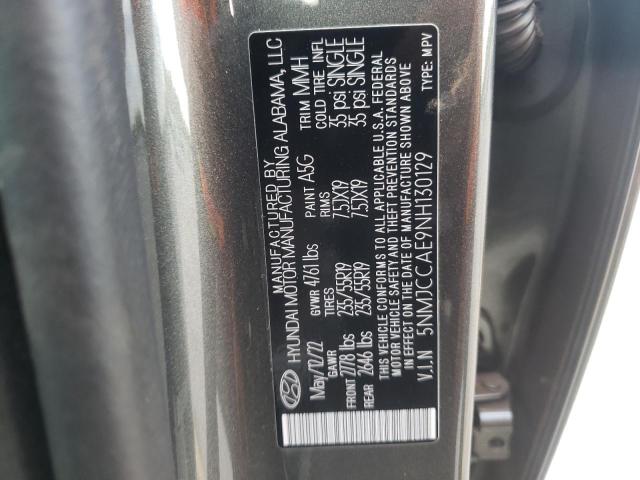 MANUFACTURED BY
HYUNDAI MOTOR MANUFACTURING ALABAMA, LLC
May/12/22 GVWR 4761 lbs PAINT A5G TRIM MMH
GAWR TIRES RIMS COLD TIRE INFL
FRONT 2778 lbs 235/55R19 7.5JX19 35 psi SINGLE
REAR 2646 lbs 235/55R19 7.5JX19 35 psi SINGLE
THIS VEHICLE CONFORMS TO ALL APPLICABLE U.S.A. FEDERAL
MOTOR VEHICLE SAFETY AND THEFT PREVENTION STANDARDS
IN EFFECT ON THE DATE OF MANUFACTURE SHOWN ABOVE
V.I.N 5NMJCCAE9NH130129 TYPE: MPV